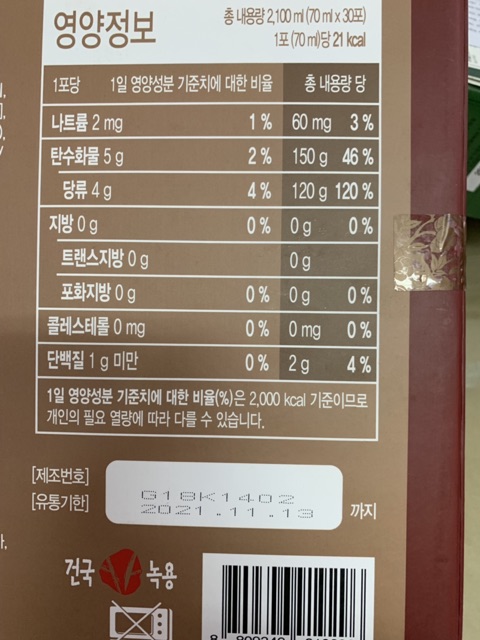 영양정보
총 내용량 2,100 ml (70 ml x 30포)
1포 (70 ml)당 21 kcal
1포당 1일 영양성분 기준치에 대한 비율 총 내용량 당
나트륨 2 mg 1 % 60 mg 3 %
탄수화물 5 g 2 % 150 g 46 %
당류 4 g 4 % 120 g 120 %
지방 0 g 0 % 0 g 0 %
트랜스지방 0 g 0 g
포화지방 0 g 0 % 0 g 0 %
콜레스테롤 0 mg 0 % 0 mg 0 %
단백질 1 g 미만 0 % 2 g 4 %
1일 영양성분 기준치에 대한 비율(%)은 2,000 kcal 기준이므로
개인의 필요 열량에 따라 다를 수 있습니다.
[제조번호]
G18K1402
[유통기한]
2021.11.13 까지
건국 녹용